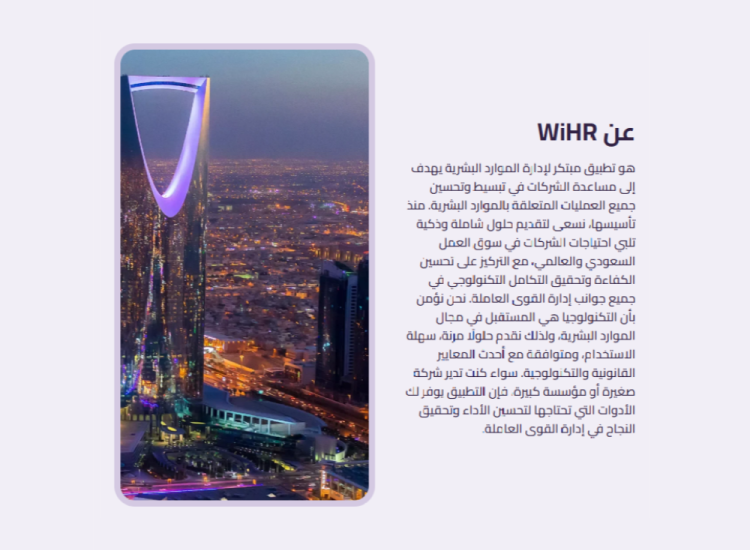 عن WiHR
هو تطبيق مبتكر لإدارة الموارد البشرية يهدف
إلى مساعدة الشركات في تبسيط وتحسين
جميع العمليات المتعلقة بالموارد البشرية. منذ
تأسيسها، نسعى لتقديم حلول شاملة وذكية
تلبي احتياجات الشركات في سوق العمل
السعودي والعالمي، مع التركيز على تحسين
الكفاءة وتحقيق التكامل التكنولوجي في
جميع جوانب إدارة القوى العاملة. نحن نؤمن
بأن التكنولوجيا هي المستقبل في مجال
الموارد البشرية، ولذلك نقدم حلولًا مرنة، سهلة
الاستخدام، ومتوافقة مع أحدث المعايير
القانونية والتكنولوجية. سواء كنت تدير شركة
صغيرة أو مؤسسة كبيرة، فإن التطبيق يوفر لك
الأدوات التي تحتاجها لتحسين الأداء وتحقيق
النجاح في إدارة القوى العاملة.